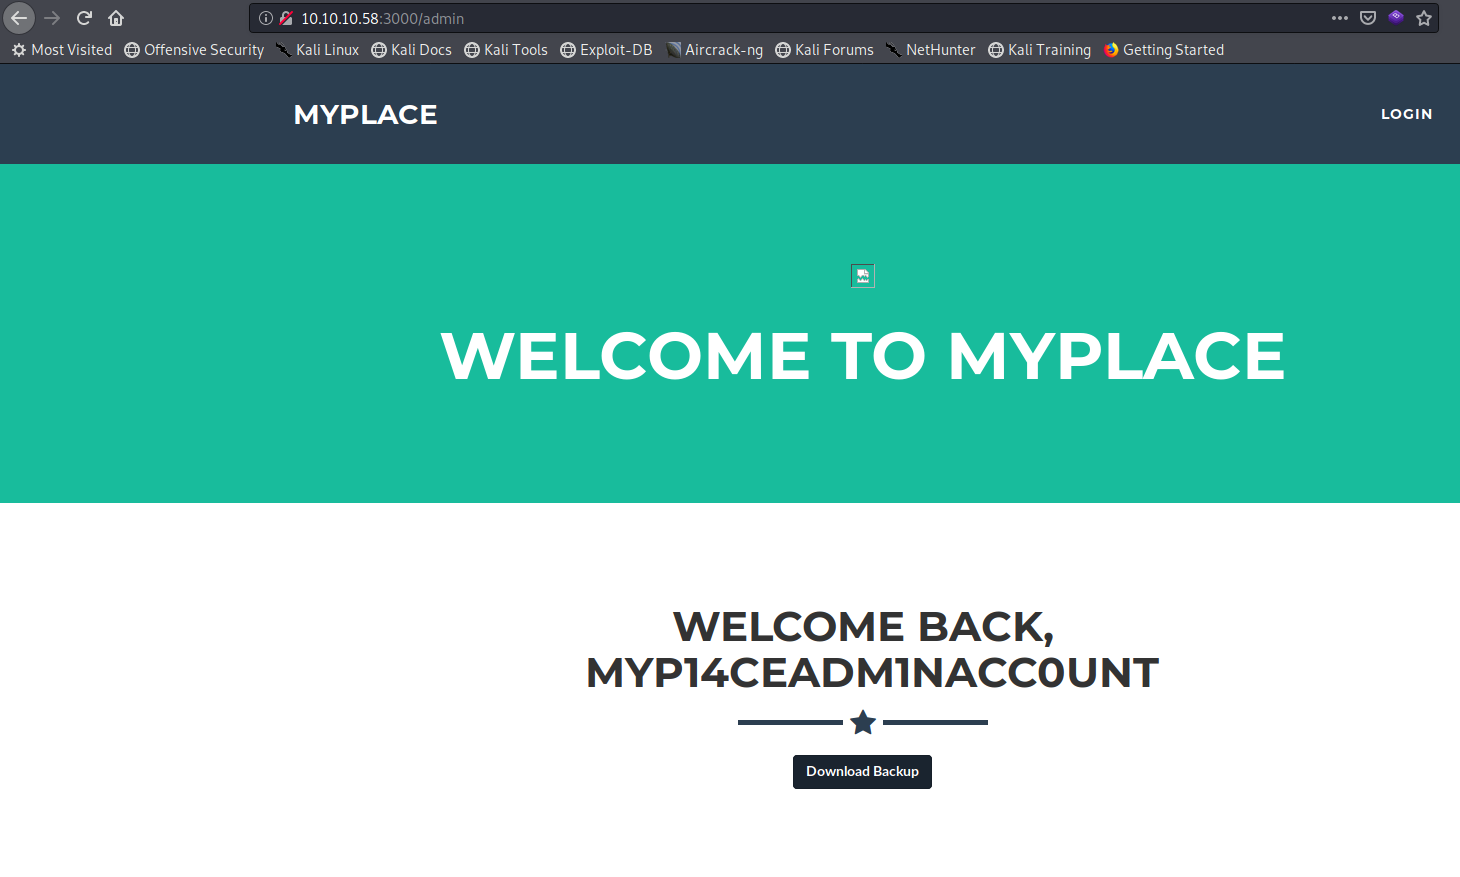 10.10.10.58:3000/admin
Most Visited Offensive Security Kali Linux Kali Docs Kali Tools Exploit-DB Aircrack-ng Kali Forums NetHunter Kali Training Getting Started
MYPLACE LOGIN
WELCOME TO MYPLACE
WELCOME BACK,
MYP14CEADM1NACC0UNT
Download Backup